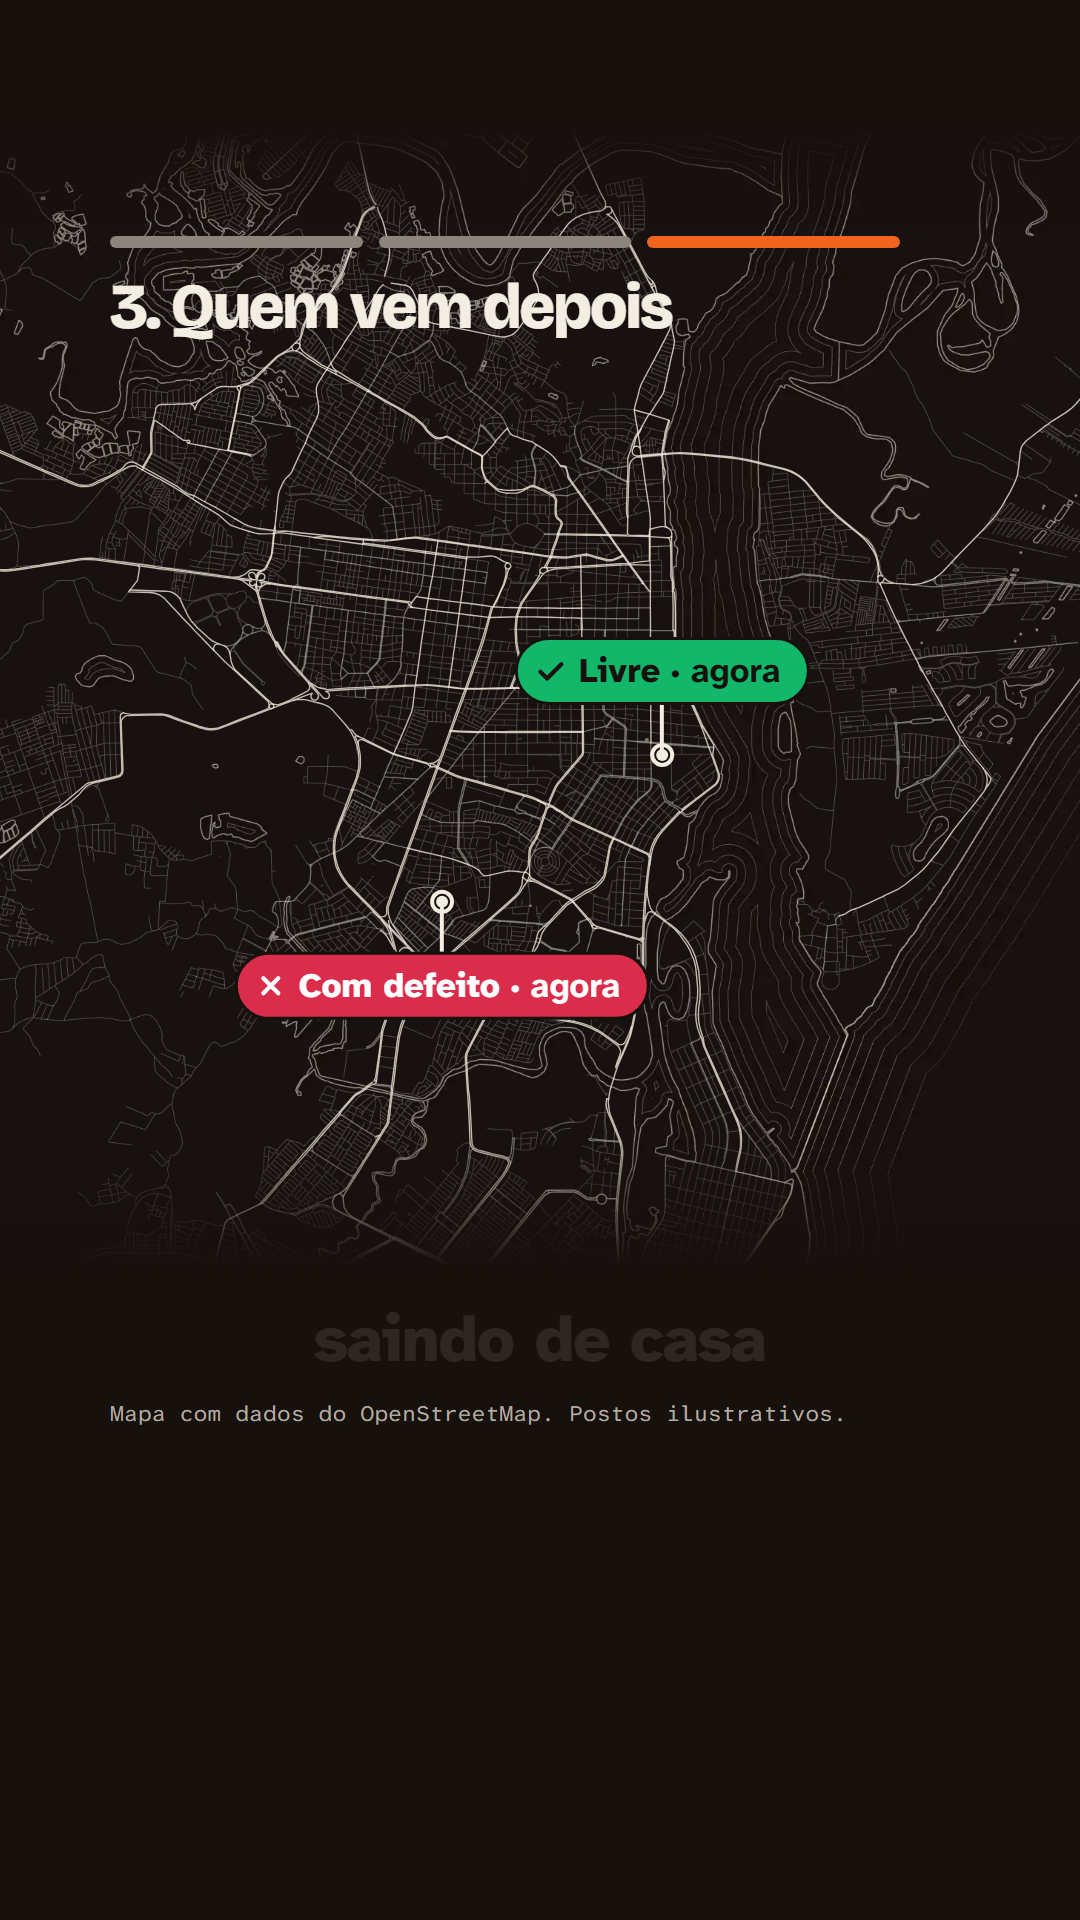 3. Quem vem depois
Livre • agora
Com defeito • agora
saindo de casa
Mapa com dados do OpenStreetMap. Postos ilustrativos.